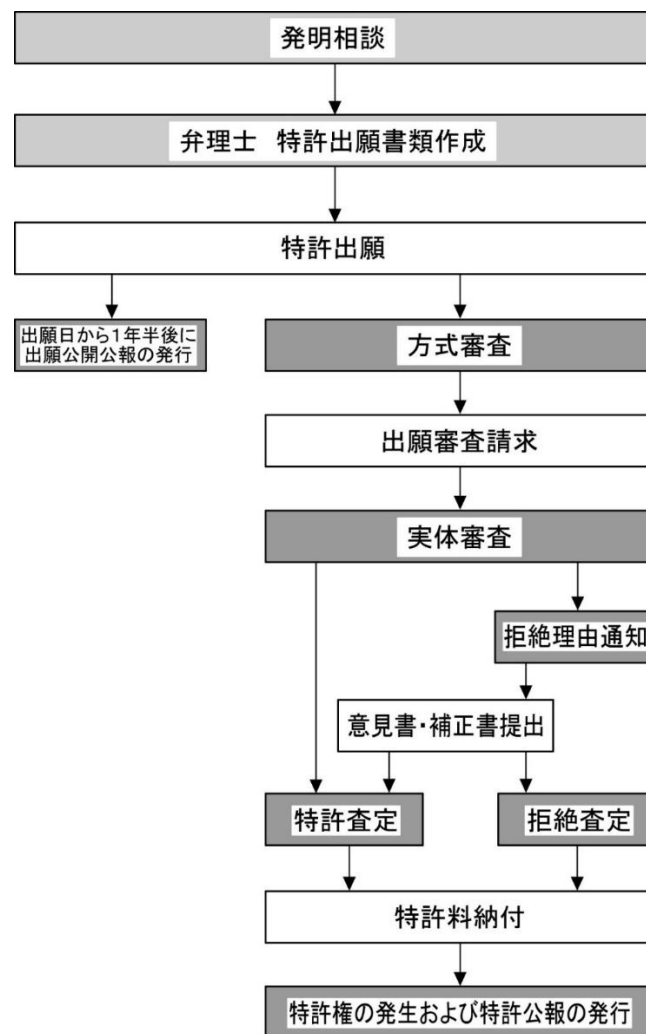 発明相談
弁理士　特許出願書類作成
特許出願
出願日から1年半後に
出願公開公報の発行
方式審査
出願審査請求
実体審査
拒絶理由通知
意見書・補正書提出
特許査定
拒絶査定
特許料納付
特許権の発生および特許公報の発行